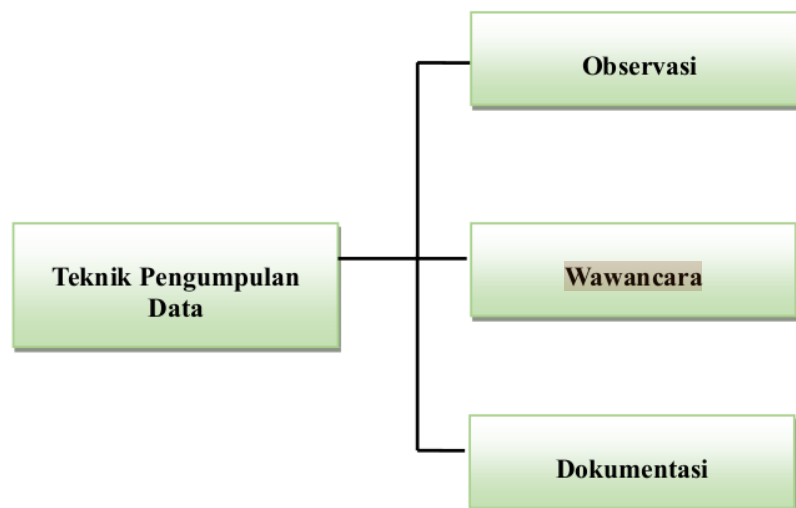 Observasi
Teknik Pengumpulan
Data
Wawancara
Dokumentasi